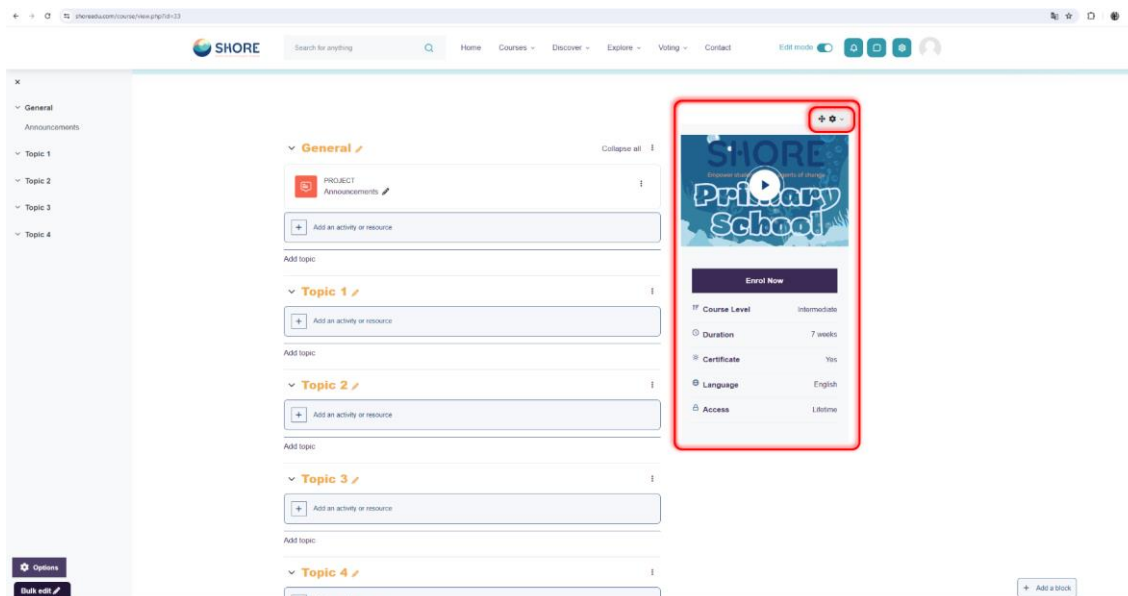 shoreedu.com/course/view.php?id=33
SHORE
Search for anything
Home
Courses
Discover
Explore
Voting
Contact
Edit mode
General
Announcements
Topic 1
Topic 2
Topic 3
Topic 4
General
Collapse all
PROJECT
Announcements
Add an activity or resource
Add topic
Topic 1
Add an activity or resource
Add topic
Topic 2
Add an activity or resource
Add topic
Topic 3
Add an activity or resource
Add topic
Topic 4
SHORE
Empower of change
Primary
School
Enrol Now
Course Level Intermediate
Duration 7 weeks
Certificate Yes
Language English
Access Lifetime
Options
Bulk edit
Add a block